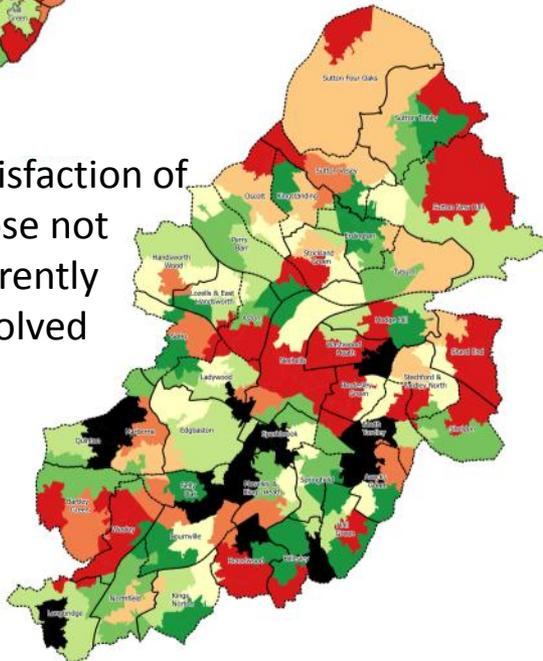 Green
Sutton Four Oaks
Sutton Trinity
isfaction of
se not
rently
olved
Sutton Vesey
Oscott
Kingstanding
Sutton New Hall
Perry
Barr
Erdington
Stockland
Green
Tyburn
Handsworth
Wood
Lozells & East
Handsworth
Aston
Hodge Hill
Soho
Washwood
Heath
Shard End
Nechells
Ladywood
Stechford &
Yardley North
Bordesley
Green
Sheldon
South
Yardley
Quinton
Harborne
Edgbaston
Sparkbrook
Acock's
Green
Selly
Oak
Moseley &
Kings Heath
Springfield
Bartley
Green
Weoley
Bournville
Hall
Green
Brandwood
Billesley
Northfield
Kings
Norton
Longbridge